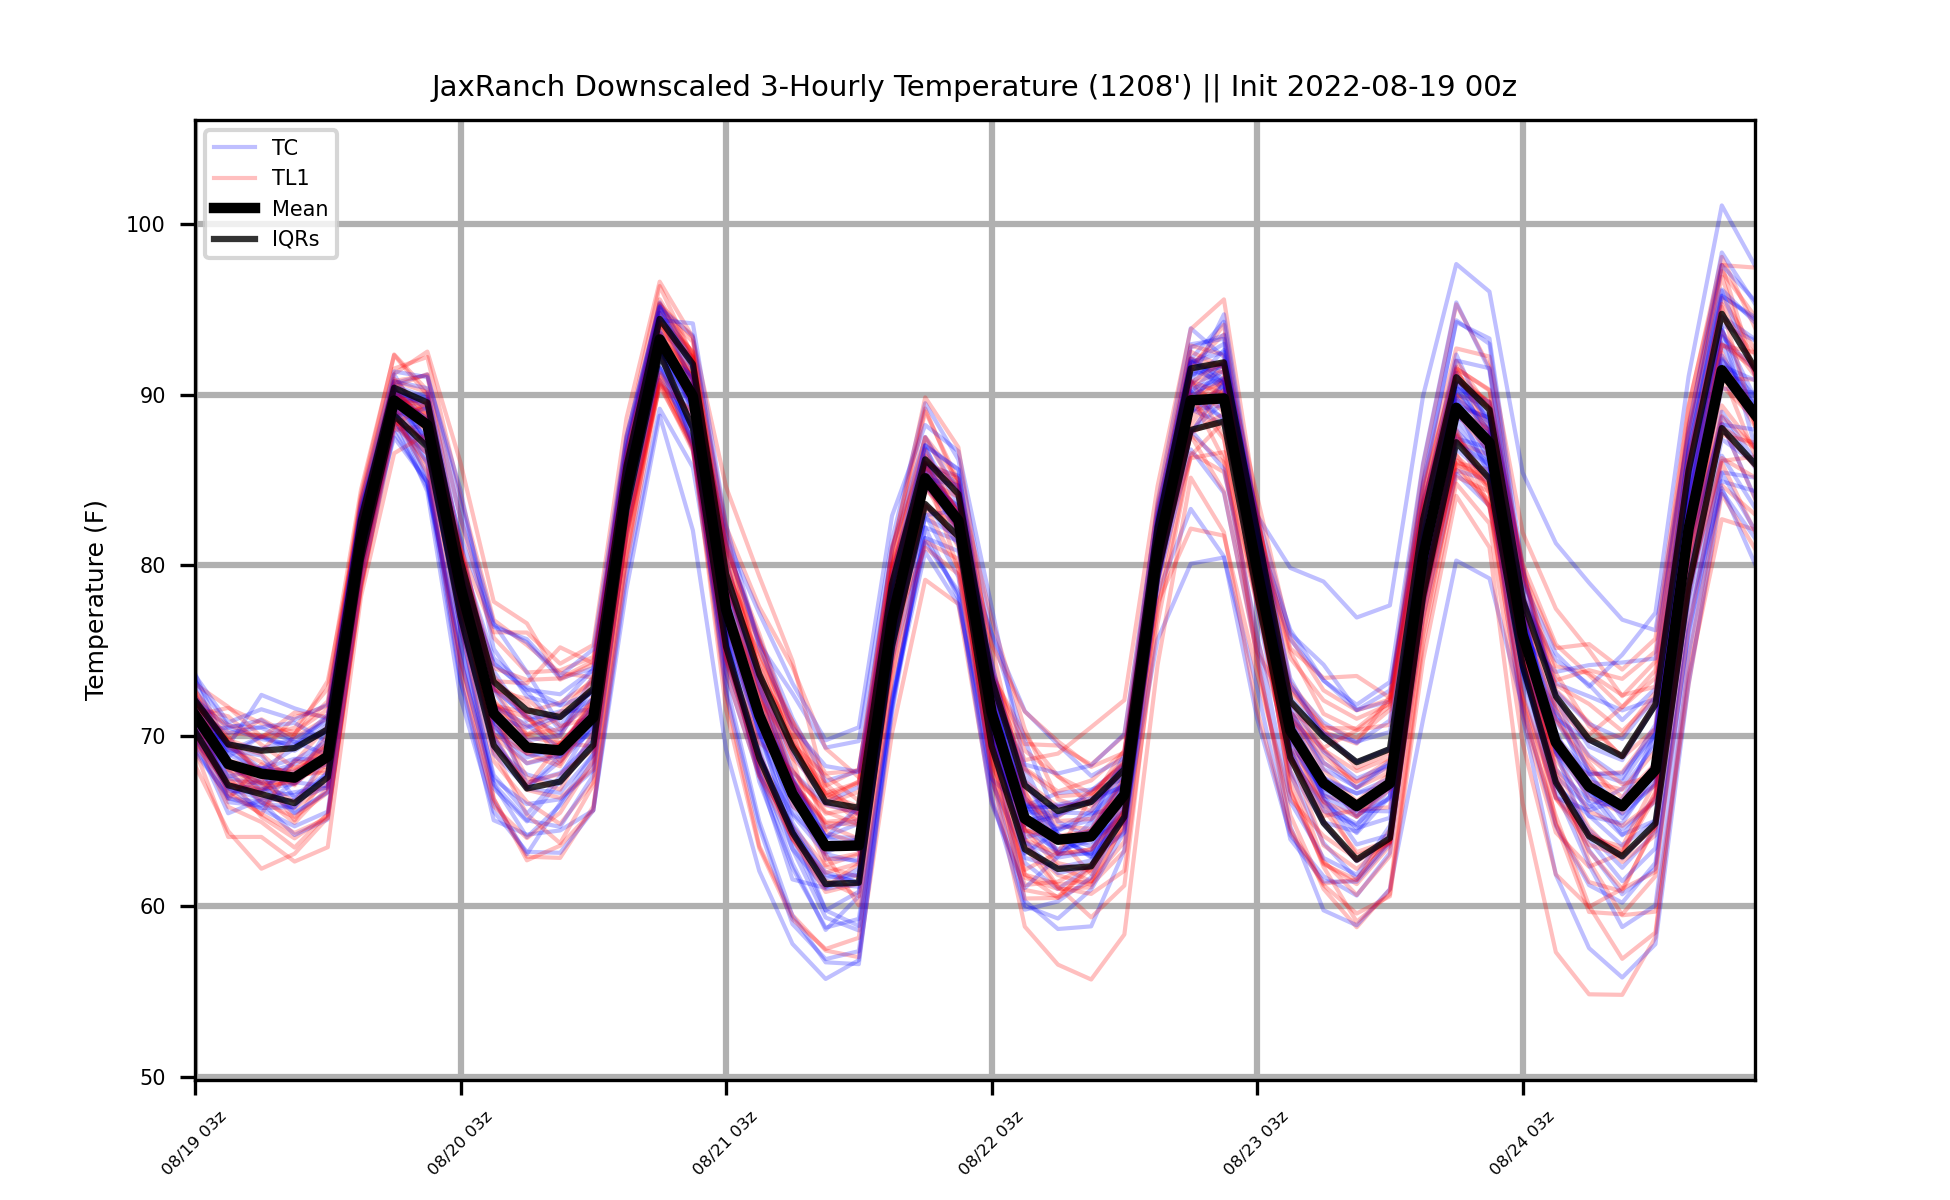 JaxRanch Downscaled 3-Hourly Temperature (1208') || Init 2022-08-19 00z
TC
TL1
Mean
IQRs
Temperature (F)
100
90
80
70
60
50
08/19 03z
08/20 03z
08/21 03z
08/22 03z
08/23 03z
08/24 03z